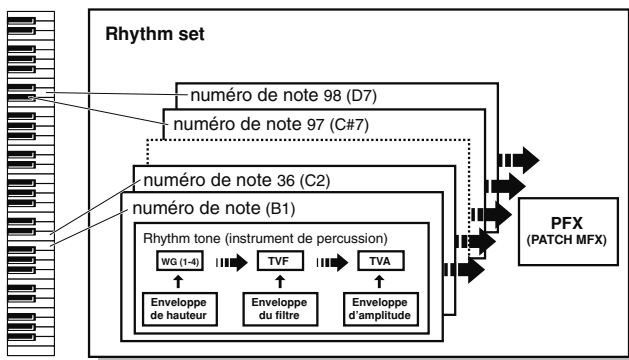 Rhythm set
numéro de note 98 (D7)
numéro de note 97 (C#7)
numéro de note 36 (C2)
numéro de note (B1)
Rhythm tone (instrument de percussion)
WG (1-4)
TVF
TVA
Enveloppe
de hauteur
Enveloppe
du filtre
Enveloppe
d'amplitude
PFX
(PATCH MFX)